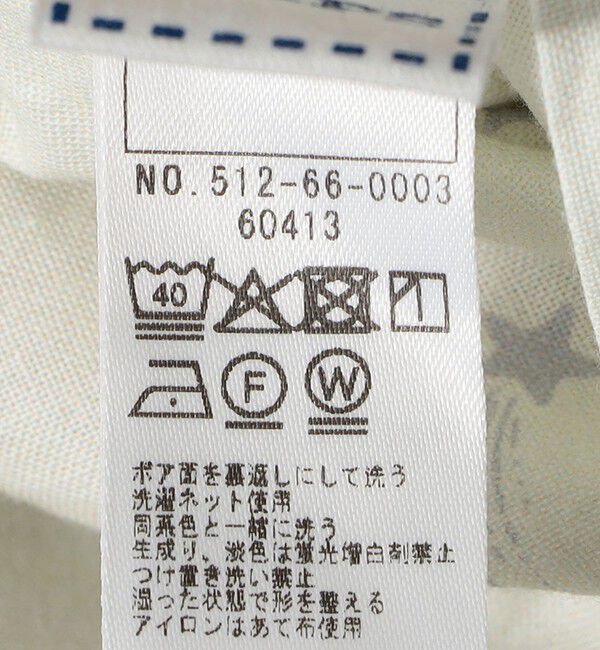 NO. 512-66-0003
60413
40
F
W
ボア面を裏返しにして洗う
洗濯ネット使用
同系色と一緒に洗う
生成り、淡色は蛍光増白剤禁止
つけ置き洗い禁止
湿った状態で形を整える
アイロンはあて布使用